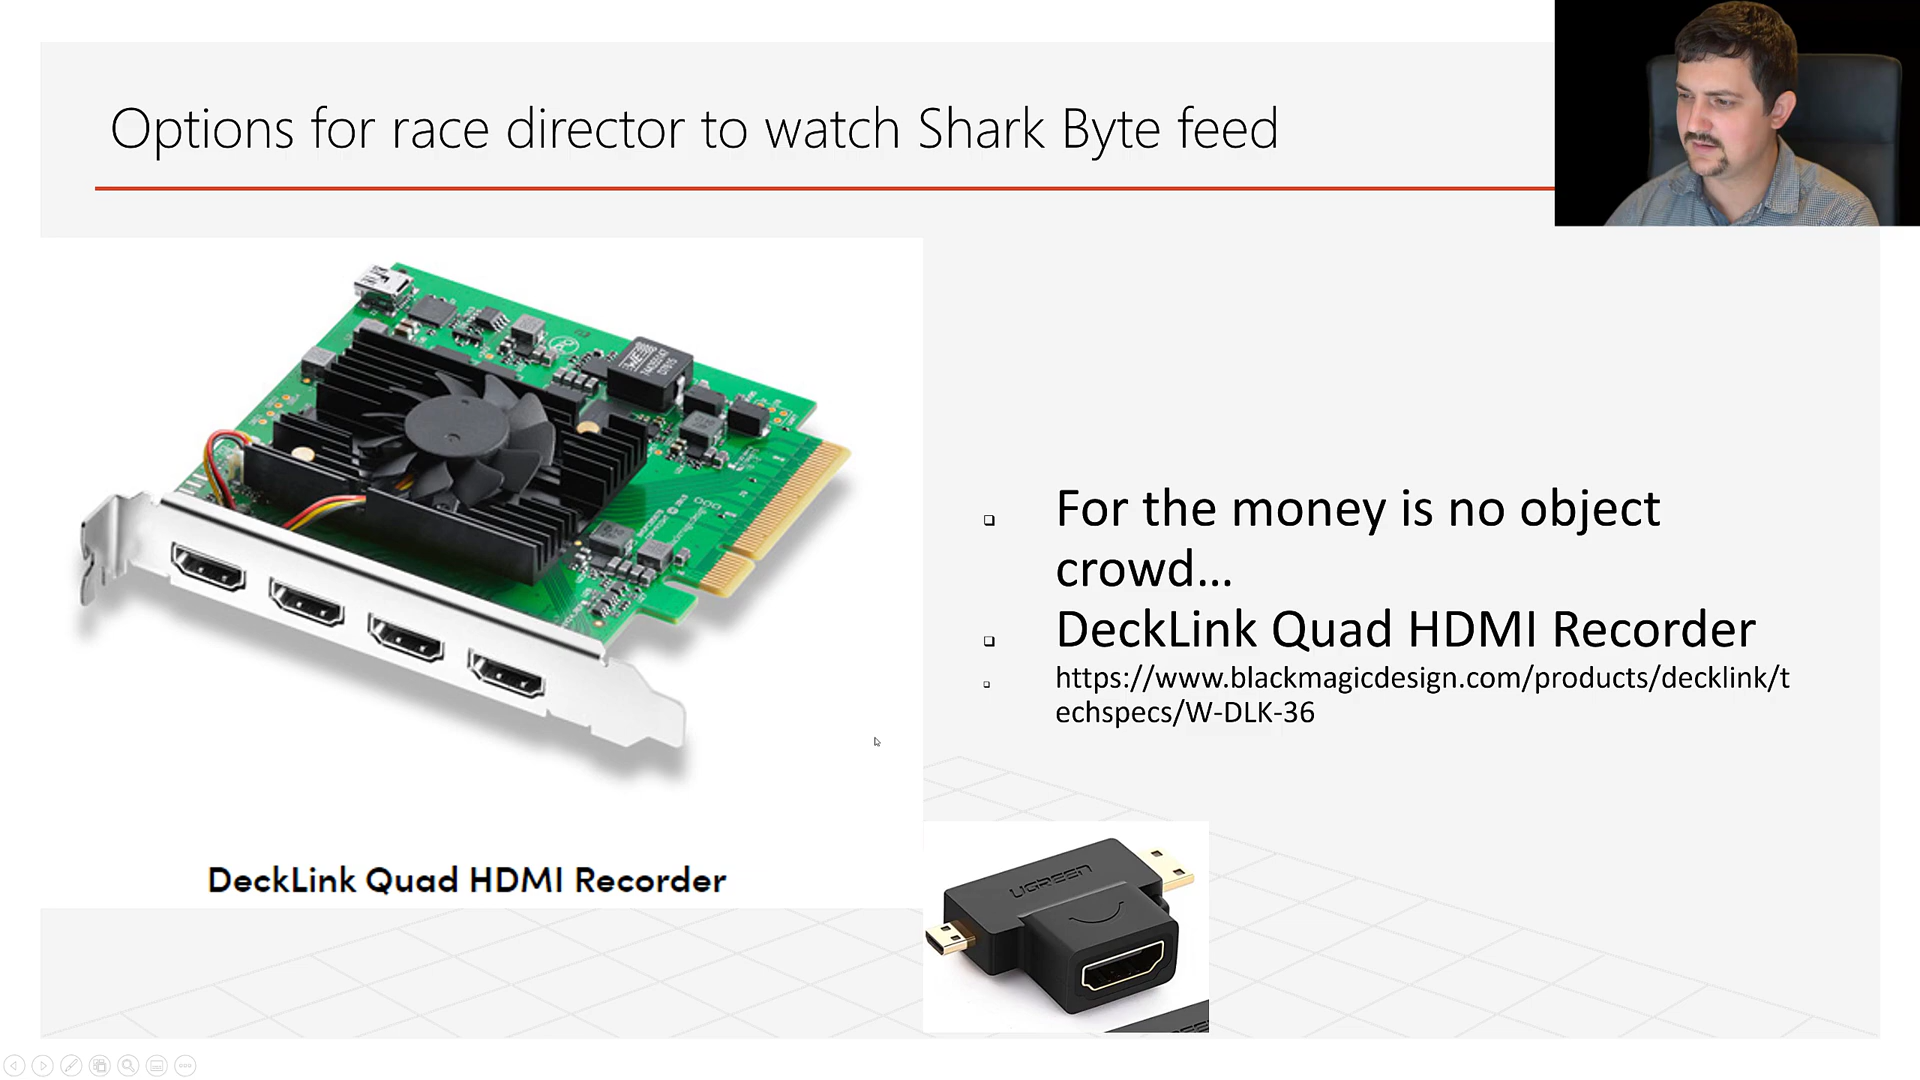 Options for race director to watch Shark Byte feed
For the money is no object
crowd...
DeckLink Quad HDMI Recorder
https://www.blackmagicdesign.com/products/decklink/t
echspecs/W-DLK-36
DeckLink Quad HDMI Recorder
UGREEN